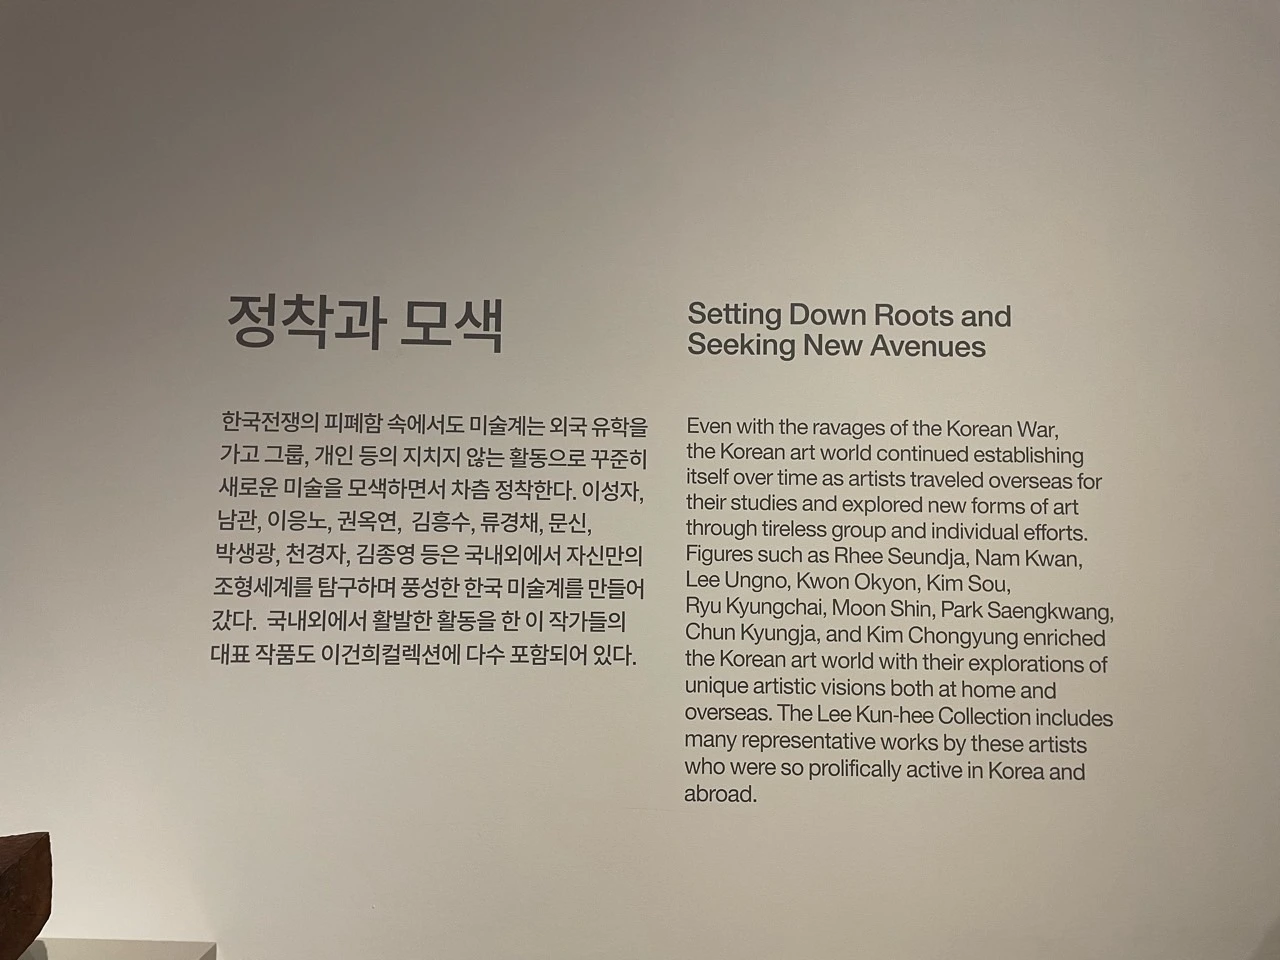 정착과 모색
한국전쟁의 피폐함 속에서도 미술계는 외국 유학을
가고 그룹, 개인 등의 지치지 않는 활동으로 꾸준히
새로운 미술을 모색하면서 차츰 정착한다. 이성자,
남관, 이응노, 권옥연, 김흥수, 류경채, 문신,
박생광, 천경자, 김종영 등은 국내외에서 자신만의
조형세계를 탐구하며 풍성한 한국 미술계를 만들어
갔다. 국내외에서 활발한 활동을 한 이 작가들의
대표 작품도 이건희컬렉션에 다수 포함되어 있다.
Setting Down Roots and
Seeking New Avenues
Even with the ravages of the Korean War,
the Korean art world continued establishing
itself over time as artists traveled overseas for
their studies and explored new forms of art
through tireless group and individual efforts.
Figures such as Rhee Seundja, Nam Kwan,
Lee Ungno, Kwon Okyon, Kim Sou,
Ryu Kyungchai, Moon Shin, Park Saengkwang,
Chun Kyungja, and Kim Chongyung enriched
the Korean art world with their explorations of
unique artistic visions both at home and
overseas. The Lee Kun-hee Collection includes
many representative works by these artists
who were so prolifically active in Korea and
abroad.